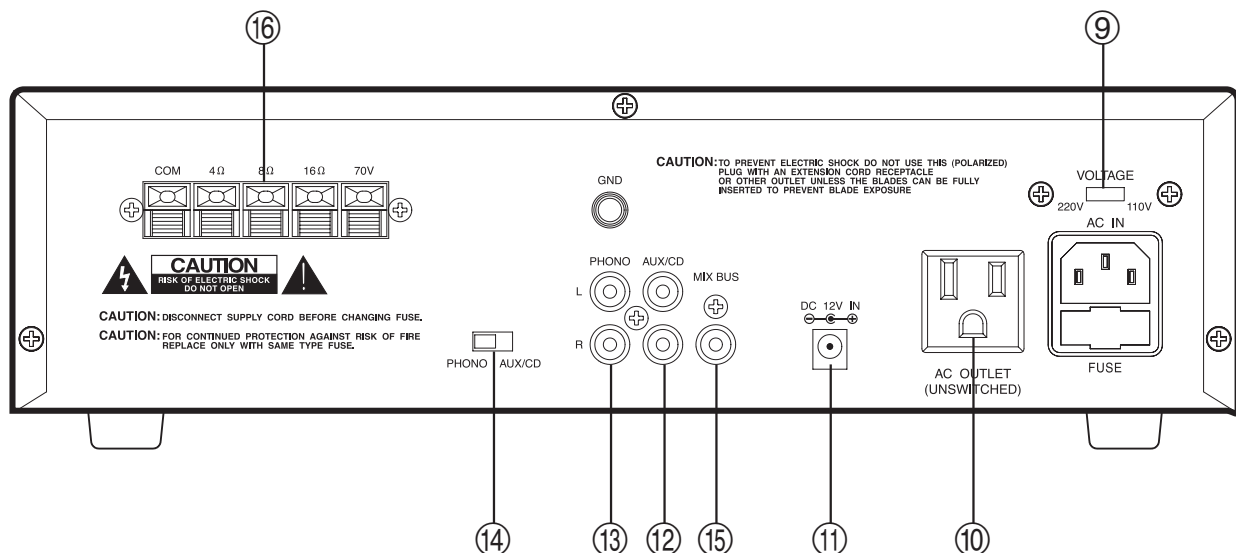 ⑯ ⑨
CAUTION: TO PREVENT ELECTRIC SHOCK DO NOT USE THIS (POLARIZED)
PLUG WITH AN EXTENSION CORD RECEPTACLE
OR OTHER OUTLET UNLESS THE BLADES CAN BE FULLY
INSERTED TO PREVENT BLADE EXPOSURE
COM 4Ω 8Ω 16Ω 70V
GND
VOLTAGE
220V 110V
AC IN
FUSE
CAUTION
RISK OF ELECTRIC SHOCK
DO NOT OPEN
CAUTION: DISCONNECT SUPPLY CORD BEFORE CHANGING FUSE.
CAUTION: FOR CONTINUED PROTECTION AGAINST RISK OF FIRE
REPLACE ONLY WITH SAME TYPE FUSE.
PHONO AUX/CD
PHONO AUX/CD
MIX BUS
L
R
DC 12V IN
AC OUTLET
(UNSWITCHED)
⑭ ⑬ ⑫ ⑮ ⑪ ⑩